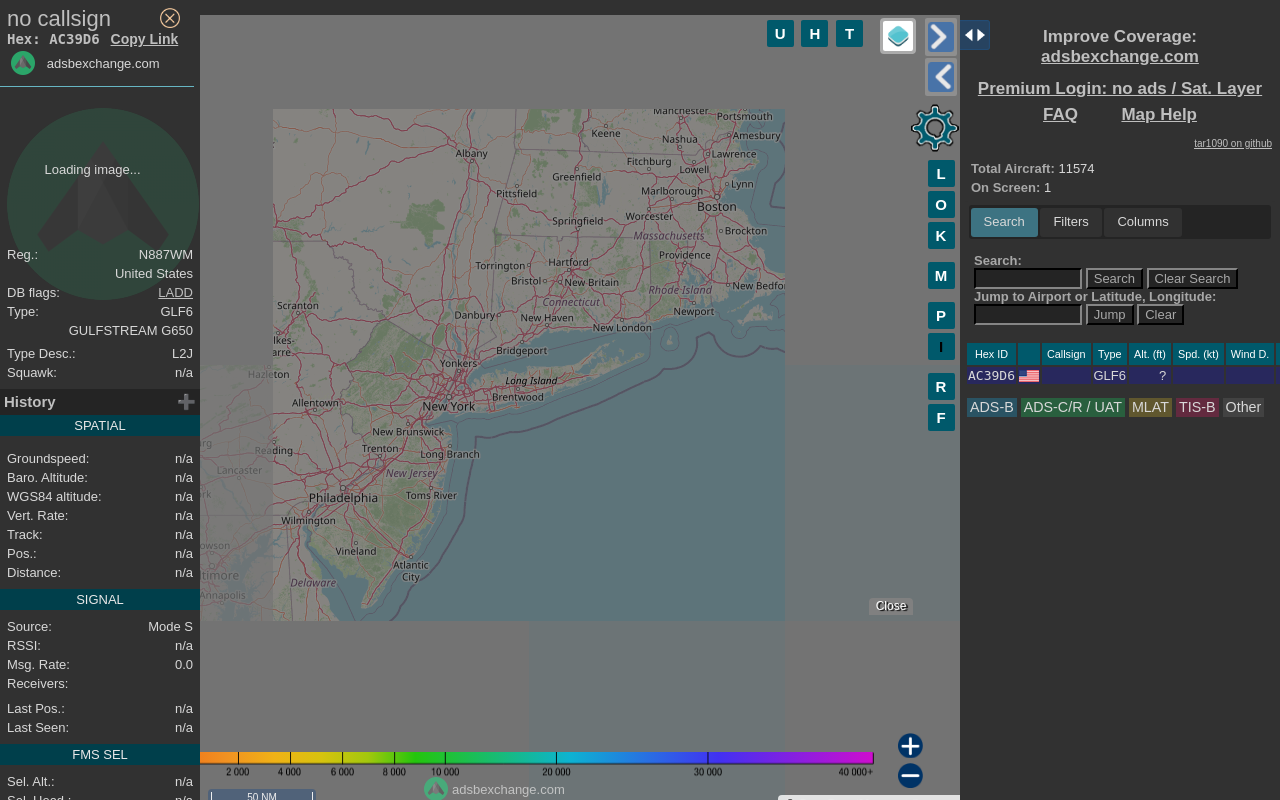 no callsign
Hex: AC39D6 Copy Link
adsbexchange.com
Loading image...
Reg.: N887WM
United States
DB flags: LADD
Type: GLF6
GULFSTREAM G650
Type Desc.: L2J
Squawk: n/a
History
SPATIAL
Groundspeed: n/a
Baro. Altitude: n/a
WGS84 altitude: n/a
Vert. Rate: n/a
Track: n/a
Pos.: n/a
Distance: n/a
SIGNAL
Source: Mode S
RSSI: n/a
Msg. Rate: 0.0
Receivers:
Last Pos.: n/a
Last Seen: n/a
FMS SEL
Sel. Alt.: n/a
Sel. Head.: n/a
U H T
L
O
K
M
P
I
R
F
Manchester
Portsmouth
Keene
Nashua
Amesbury
Albany
Fitchburg
Lawrence
Greenfield
Lowell
Pittsfield
Marlborough
Lynn
Springfield
Worcester
Boston
Massachusetts
Brockton
Torrington
Hartford
Providence
Bristol
New Britain
Rhode Island
New Bedfor
Scranton
Connecticut
Danbury
New Haven
Newport
New London
lkes-
arre
Bridgeport
Yonkers
Hazleton
Long Island
Brentwood
Allentown
New York
New Brunswick
Reading
Trenton
Long Branch
Lancaster
New Jersey
Philadelphia
Toms River
Wilmington
Vineland
Atlantic
City
Delaware
ltimore
Annapolis
Close
2 000 4 000 6 000 8 000 10 000 20 000 30 000 40 000+
adsbexchange.com
50 NM
Improve Coverage:
adsbexchange.com
Premium Login: no ads / Sat. Layer
FAQ Map Help
tar1090 on github
Total Aircraft: 11574
On Screen: 1
Search Filters Columns
Search:
Search Clear Search
Jump to Airport or Latitude, Longitude:
Jump Clear
Hex ID Callsign Type Alt. (ft) Spd. (kt) Wind D.
AC39D6 GLF6 ?
ADS-B ADS-C/R / UAT MLAT TIS-B Other